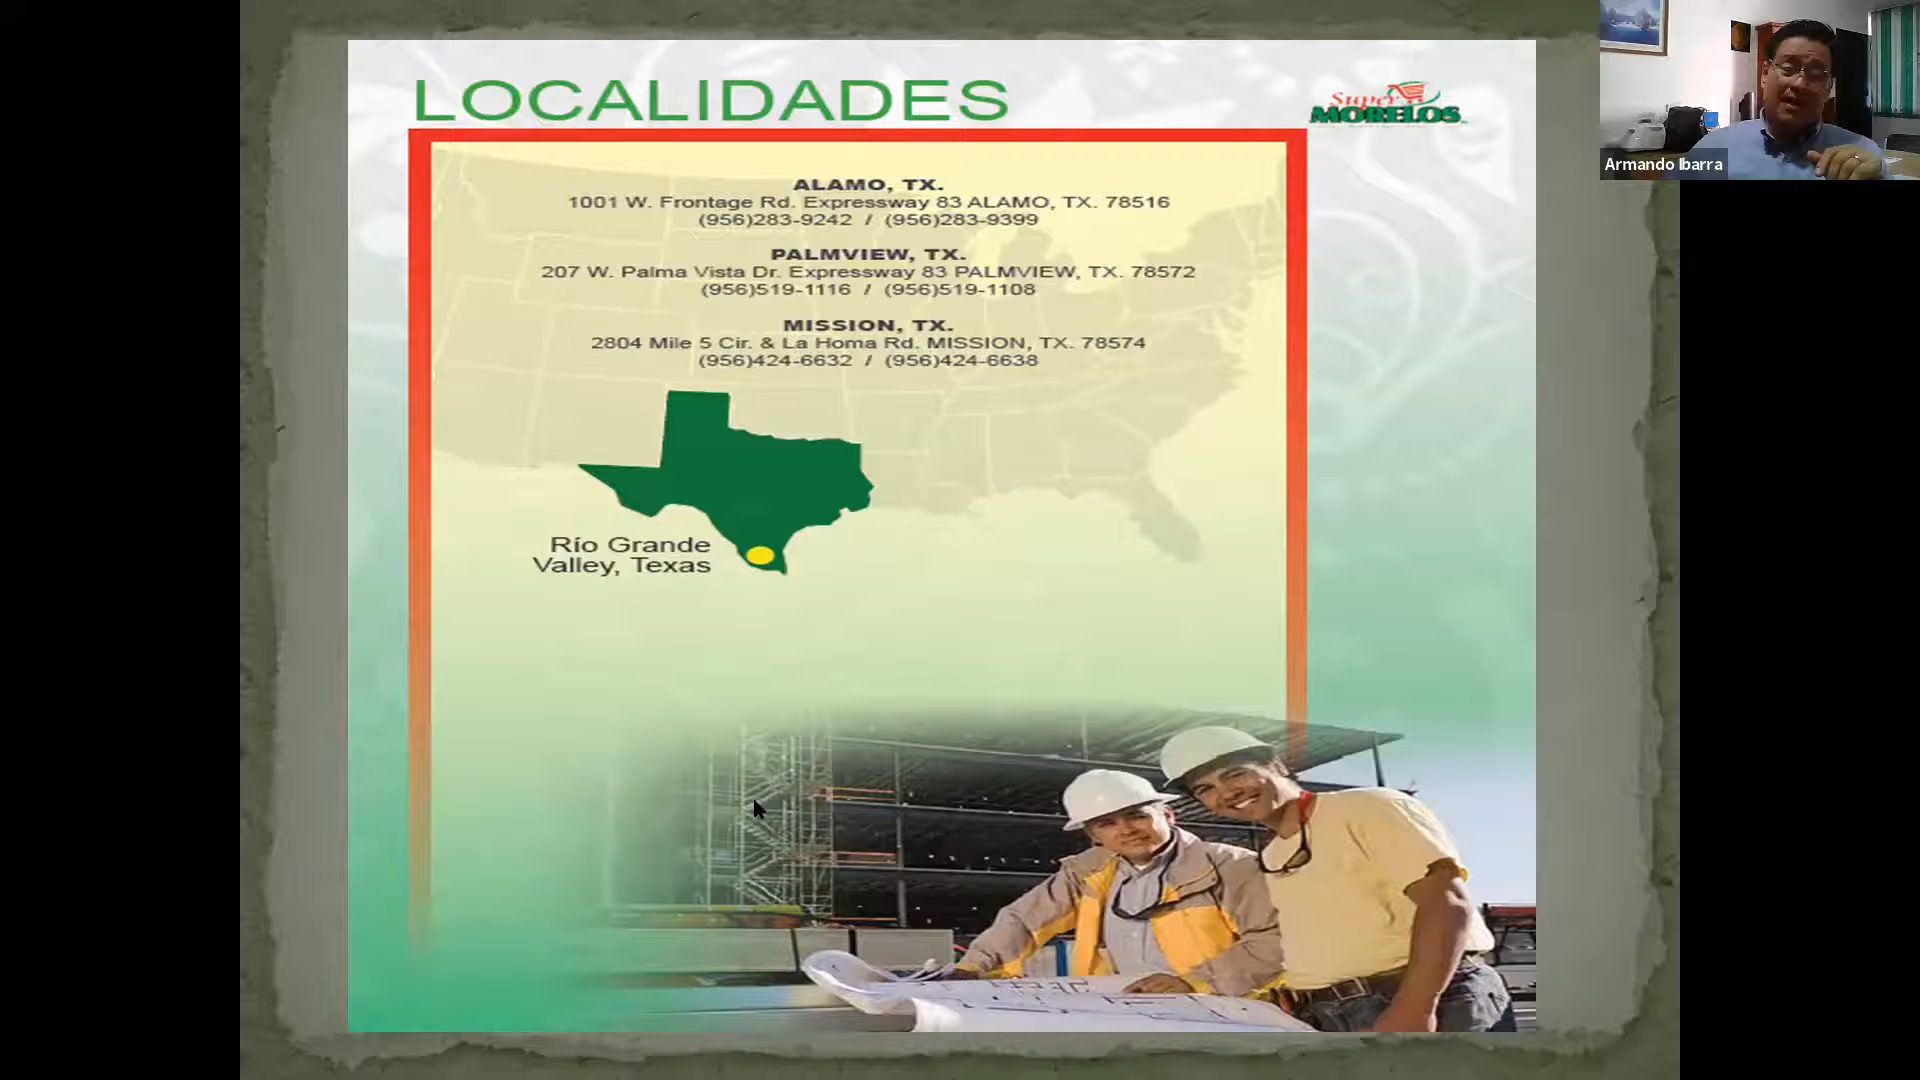 LOCALIDADES
Super
MORELOS
ALAMO, TX.
1001 W. Frontage Rd. Expressway 83 ALAMO, TX. 78516
(956)283-9242 / (956)283-9399
PALMVIEW, TX.
207 W. Palma Vista Dr. Expressway 83 PALMVIEW, TX. 78572
(956)519-1116 / (956)519-1108
MISSION, TX.
2804 Mile 5 Cir. & La Homa Rd. MISSION, TX. 78574
(956)424-6632 / (956)424-6638
Río Grande
Valley, Texas
Armando Ibarra